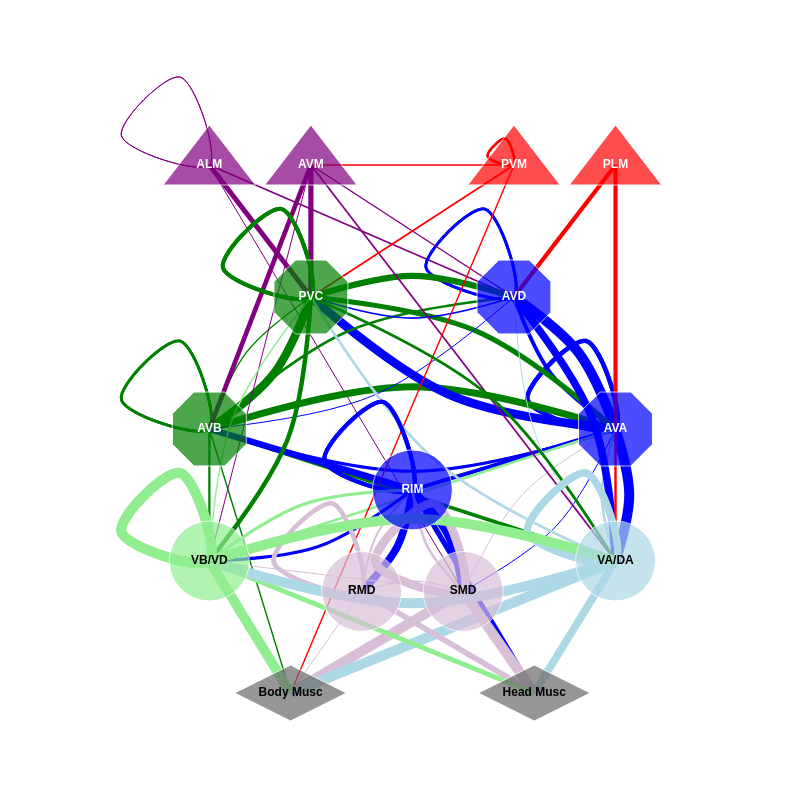 ALM
AVM
PVM
PLM
PVC
AVD
AVB
AVA
RIM
VB/VD
VA/DA
RMD
SMD
Body Musc
Head Musc